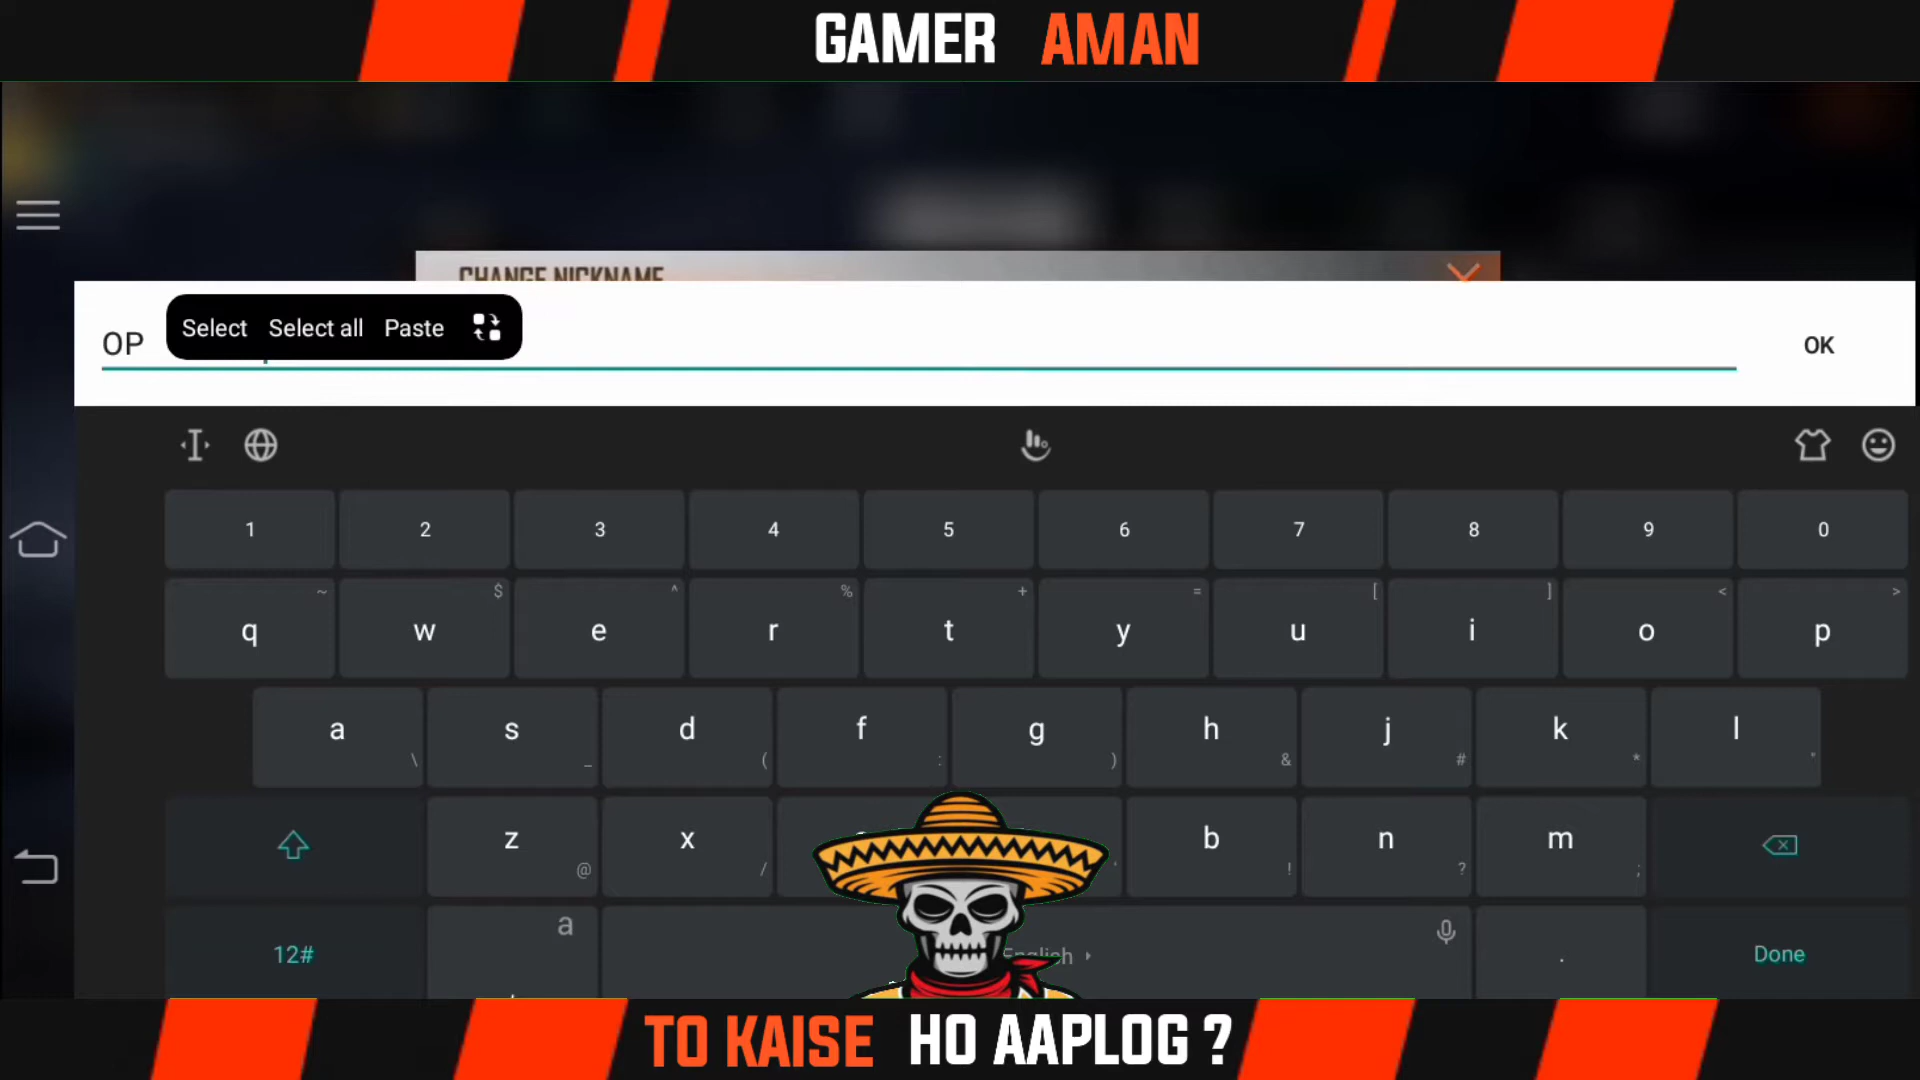 GAMER AMAN
CHANGE NICKNAME
OP
Select Select all Paste
OK
1 2 3 4 5 6 7 8 9 0
~ $ ^ % + = [ ] < >
q w e r t y u i o p
a s d f g h j k l
\ _ ( : ) & # * "
z x b n m
@ / ' ! ? ;
a
12# English . Done
TO KAISE HO AAPLOG ?